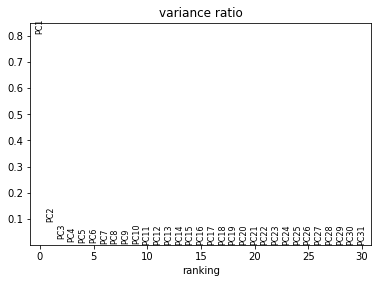 variance ratio
0.8
0.7
0.6
0.5
0.4
0.3
0.2
0.1
PC1
PC2
PC3
PC4
PC5
PC6
PC7
PC8
PC9
PC10
PC11
PC12
PC13
PC14
PC15
PC16
PC17
PC18
PC19
PC20
PC21
PC22
PC23
PC24
PC25
PC26
PC27
PC28
PC29
PC30
PC31
0 5 10 15 20 25 30
ranking